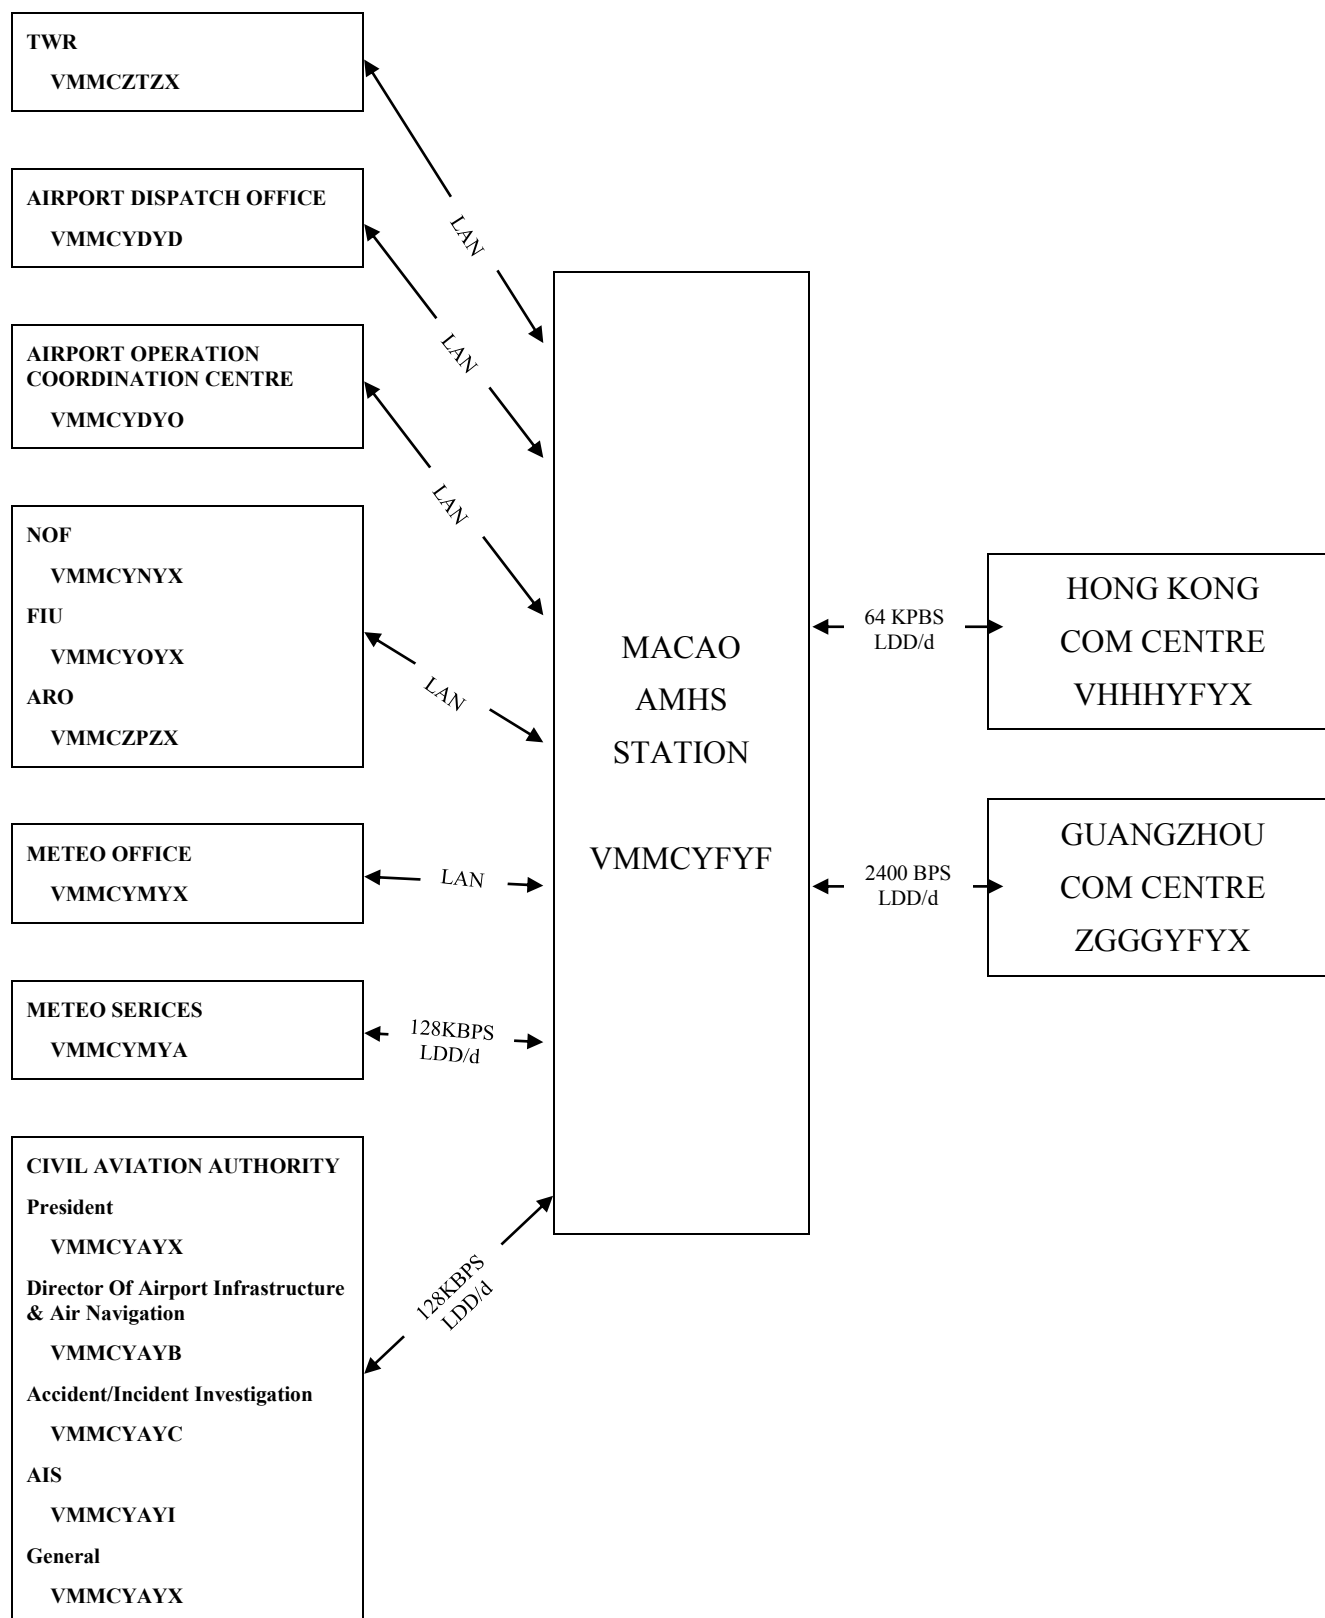 TWR
VMMCZTZX
AIRPORT DISPATCH OFFICE
VMMCYDYD
AIRPORT OPERATION
COORDINATION CENTRE
VMMCYDYO
NOF
VMMCYNYX
FIU
VMMCYOYX
ARO
VMMCZPZX
METEO OFFICE
VMMCYMYX
METEO SERICES
VMMCYMYA
CIVIL AVIATION AUTHORITY
President
VMMCYAYX
Director Of Airport Infrastructure
& Air Navigation
VMMCYAYB
Accident/Incident Investigation
VMMCYAYC
AIS
VMMCYAYI
General
VMMCYAYX
LAN
LAN
LAN
LAN
LAN
128KBPS
LDD/d
128KBPS
LDD/d
MACAO
AMHS
STATION
VMMCYFYF
64 KPBS
LDD/d
2400 BPS
LDD/d
HONG KONG
COM CENTRE
VHHHYFYX
GUANGZHOU
COM CENTRE
ZGGGYFYX